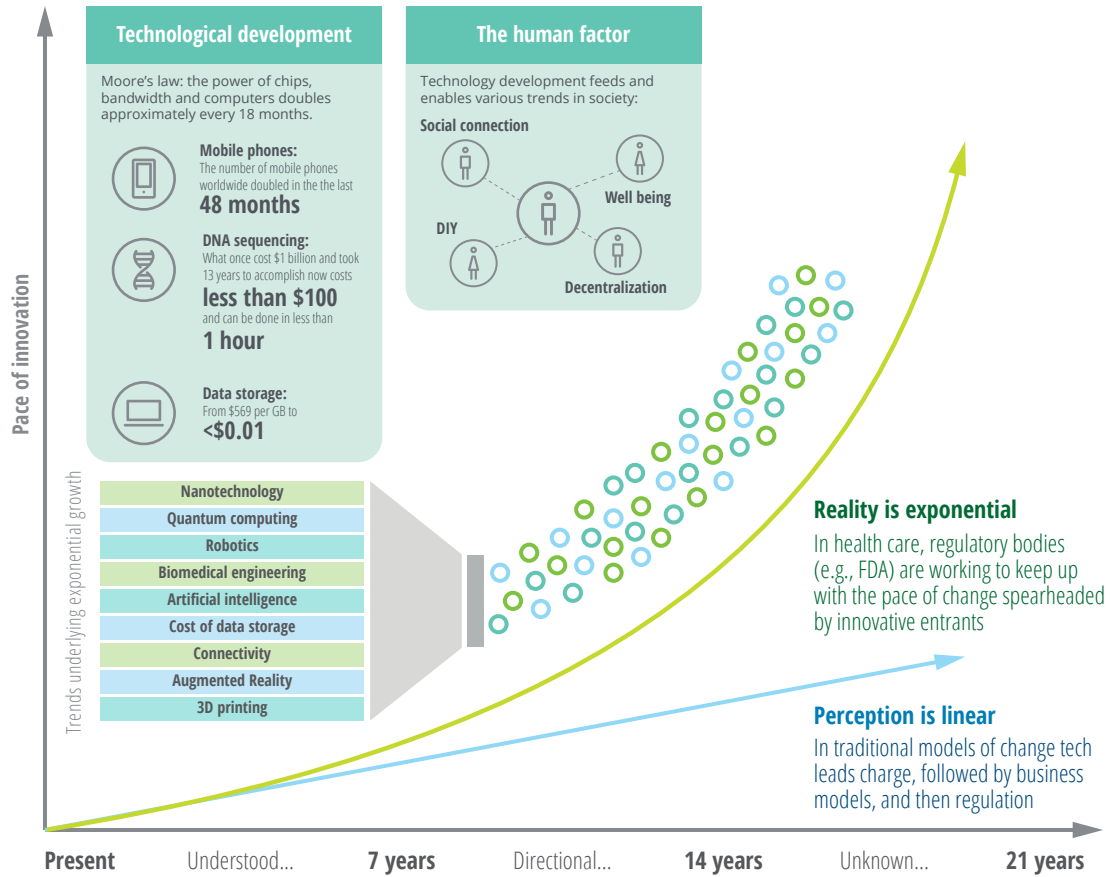 Technological development
Moore's law: the power of chips,
bandwidth and computers doubles
approximately every 18 months.
Mobile phones:
The number of mobile phones
worldwide doubled in the the last
48 months
DNA sequencing:
What once cost $1 billion and took
13 years to accomplish now costs
less than $100
and can be done in less than
1 hour
Data storage:
From $569 per GB to
<$0.01
The human factor
Technology development feeds and
enables various trends in society:
Social connection
Well being
DIY
Decentralization
Pace of innovation
Trends underlying exponential growth
Nanotechnology
Quantum computing
Robotics
Biomedical engineering
Artificial intelligence
Cost of data storage
Connectivity
Augmented Reality
3D printing
Reality is exponential
In health care, regulatory bodies
(e.g., FDA) are working to keep up
with the pace of change spearheaded
by innovative entrants
Perception is linear
In traditional models of change tech
leads charge, followed by business
models, and then regulation
Present
Understood...
7 years
Directional...
14 years
Unknown...
21 years